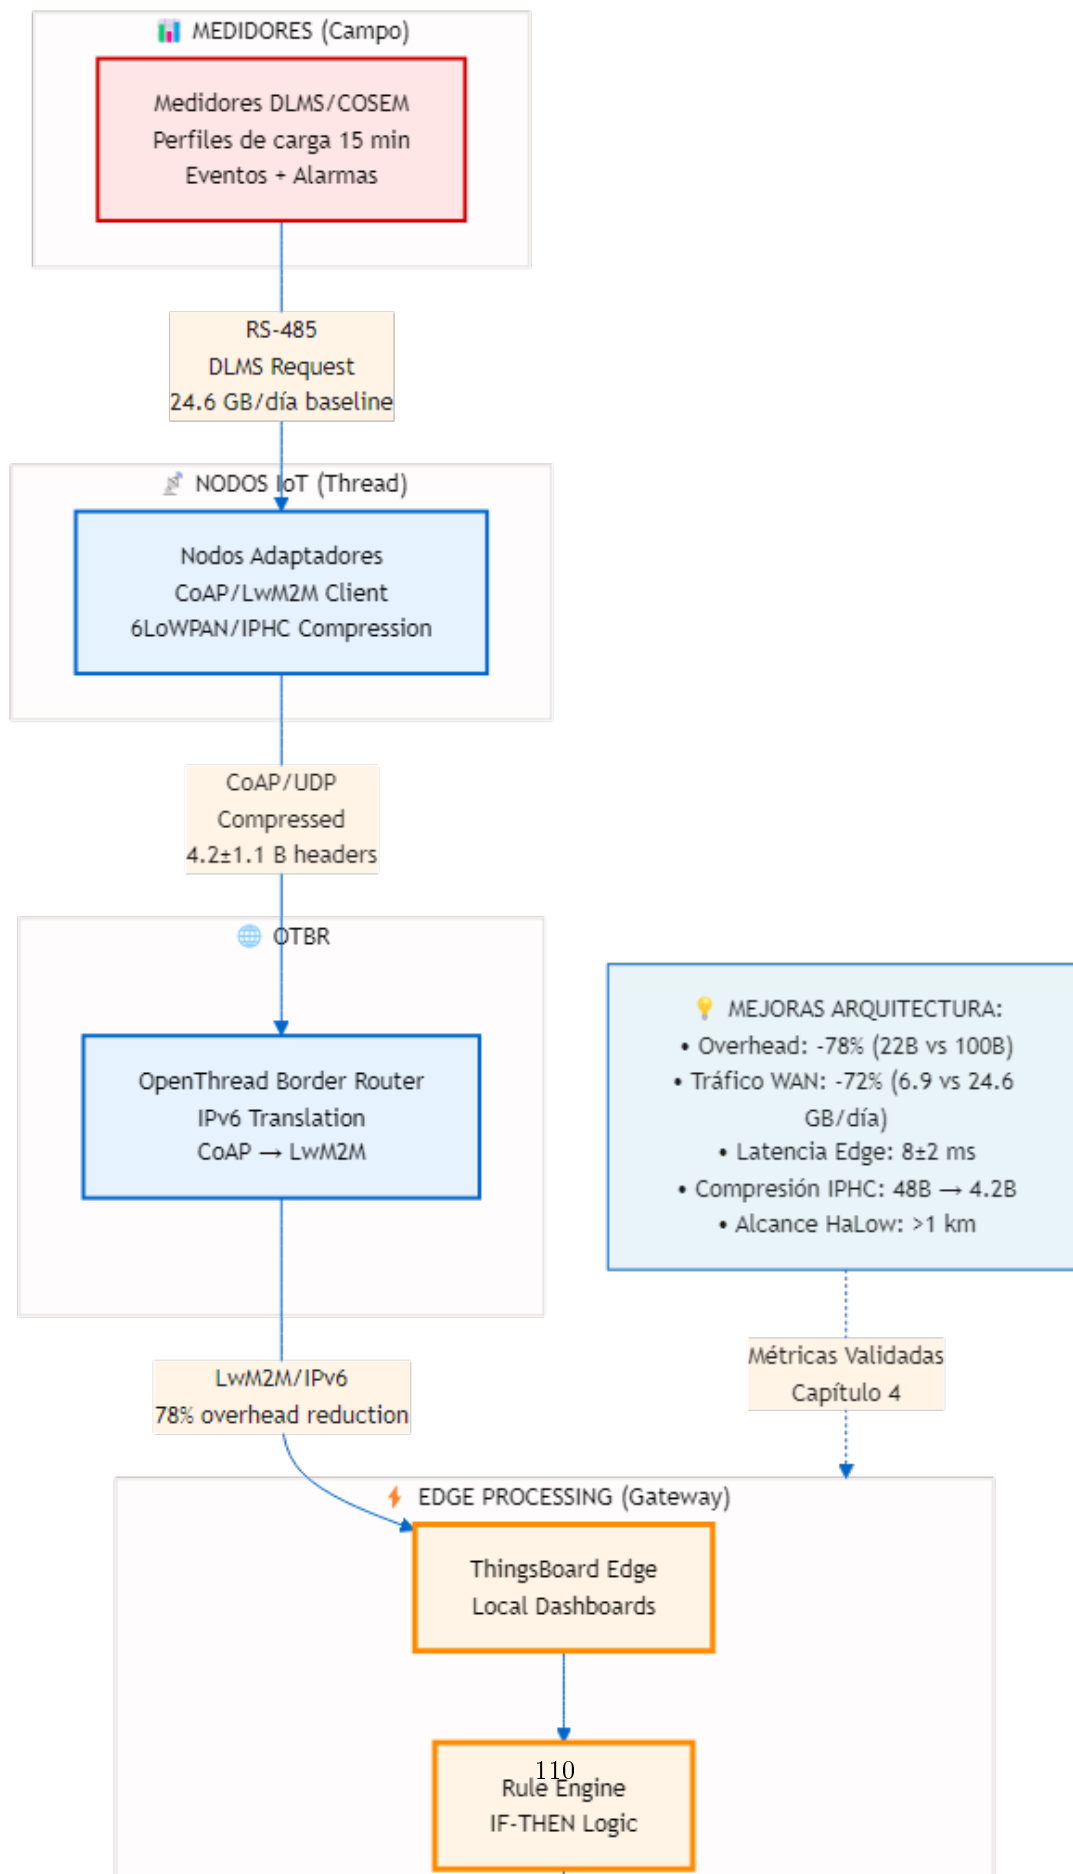 MEDIDORES (Campo)
Medidores DLMS/COSEM
Perfiles de carga 15 min
Eventos + Alarmas
RS-485
DLMS Request
24.6 GB/día baseline
NODOS IoT (Thread)
Nodos Adaptadores
CoAP/LwM2M Client
6LoWPAN/IPHC Compression
CoAP/UDP
Compressed
4.2±1.1 B headers
OTBR
OpenThread Border Router
IPv6 Translation
CoAP → LwM2M
MEJORAS ARQUITECTURA:
• Overhead: -78% (22B vs 100B)
• Tráfico WAN: -72% (6.9 vs 24.6
GB/día)
• Latencia Edge: 8±2 ms
• Compresión IPHC: 48B → 4.2B
• Alcance HaLow: >1 km
LwM2M/IPv6
78% overhead reduction
Métricas Validadas
Capítulo 4
EDGE PROCESSING (Gateway)
ThingsBoard Edge
Local Dashboards
110
Rule Engine
IF-THEN Logic